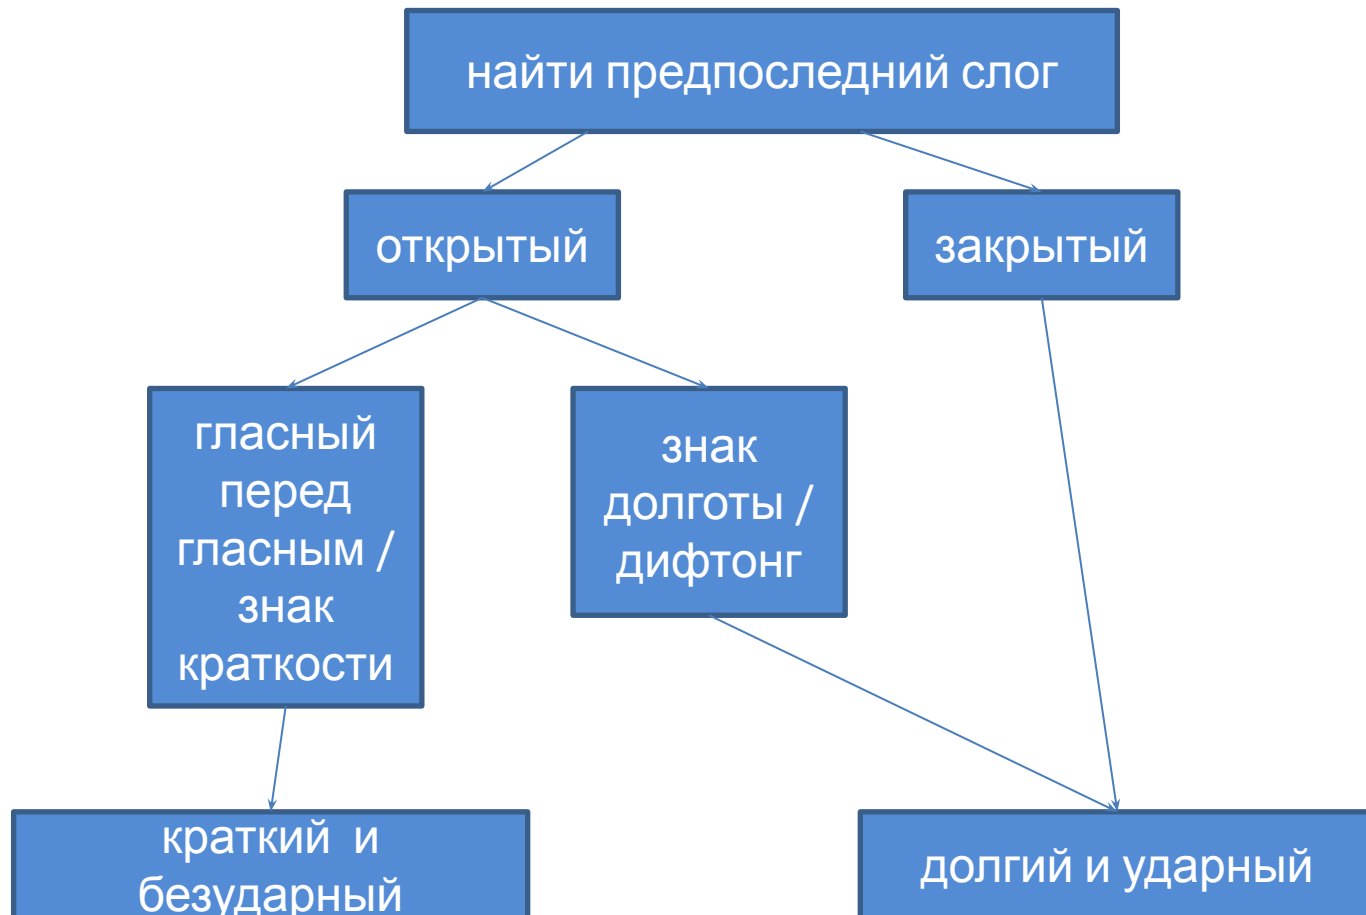 найти предпоследний слог
открытый
закрытый
гласный
перед
гласным /
знак
краткости
знак
долготы /
дифтонг
краткий и
безударный
долгий и ударный